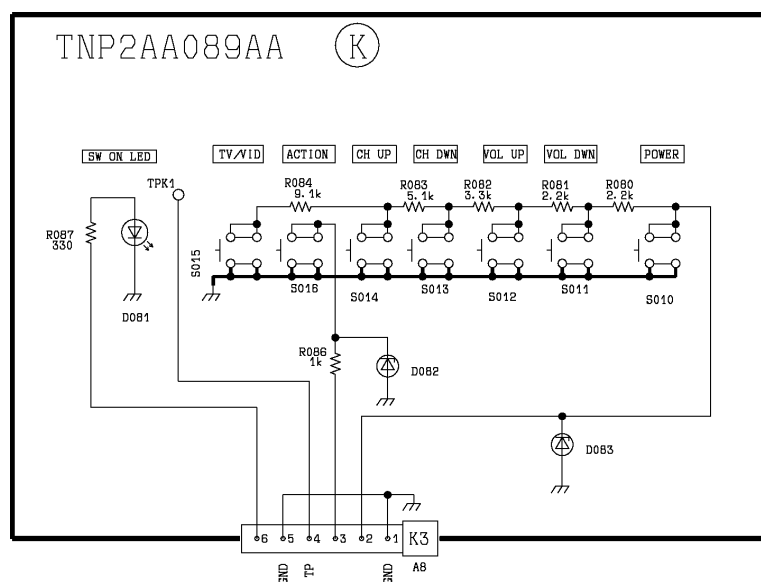 TNP2AA089AA K
SW ON LED
TV/VID
ACTION
CH UP
CH DWN
VOL UP
VOL DWN
POWER
TPK1
R084
9.1k
R083
5.1k
R082
3.3k
R081
2.2k
R080
2.2k
R087
330
D081
S015
S016
S014
S013
S012
S011
S010
R086
1k
D082
D083
6 5 4 3 2 1 K3
GND
TP
GND
A8